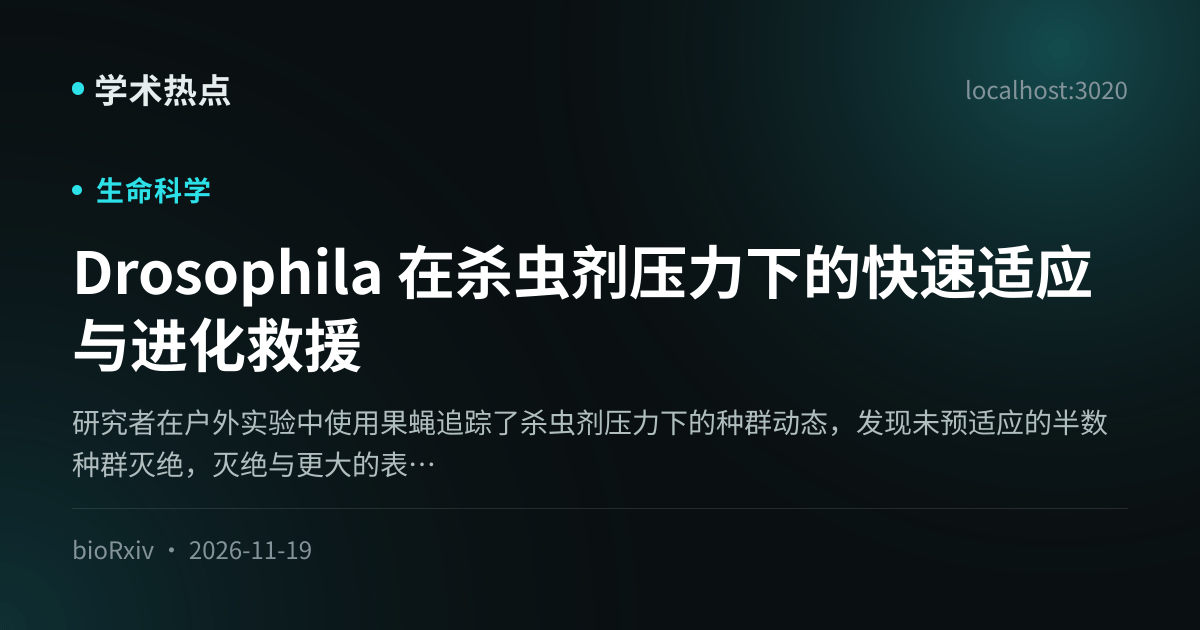 学术热点
localhost:3020
生命科学
Drosophila 在杀虫剂压力下的快速适应
与进化救援
研究者在户外实验中使用果蝇追踪了杀虫剂压力下的种群动态，发现未预适应的半数
种群灭绝，灭绝与更大的表…
bioRxiv • 2026-11-19